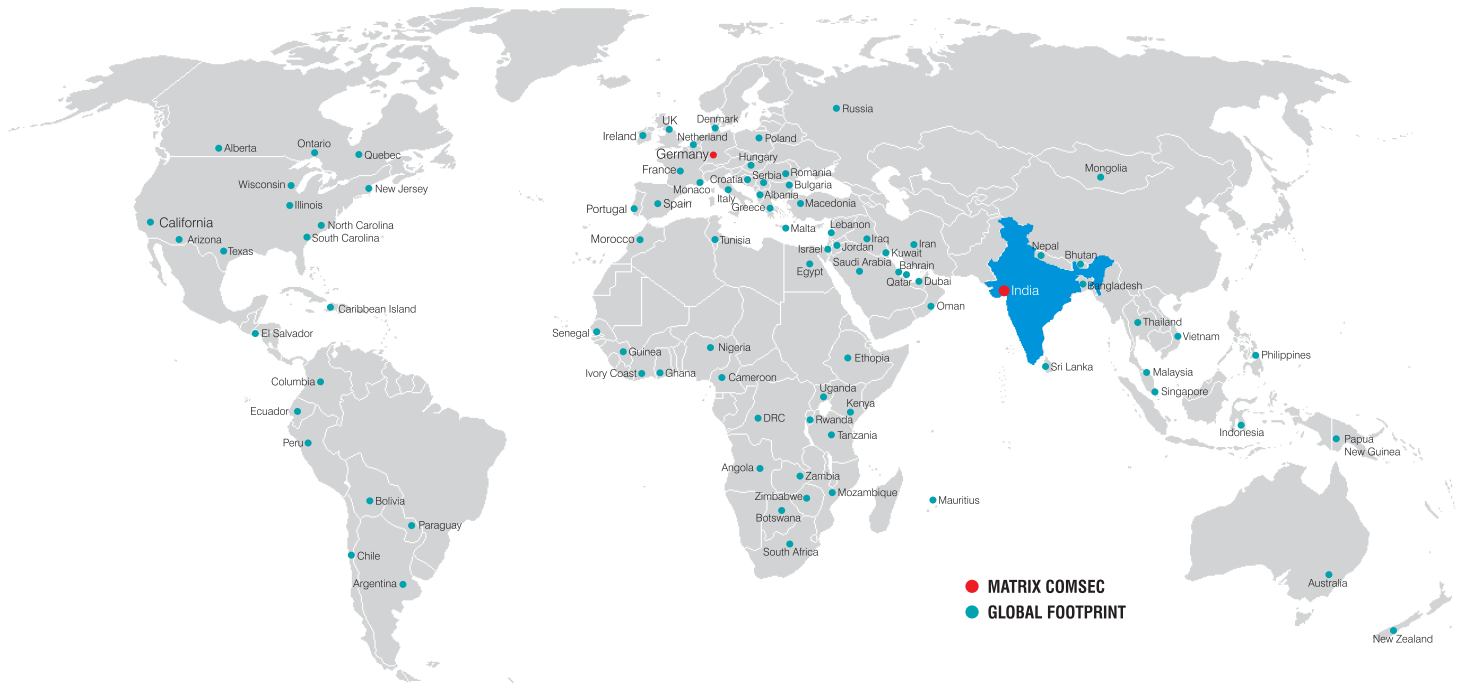 Alberta
Ontario
Quebec
Wisconsin
New Jersey
Illinois
California
North Carolina
Arizona
South Carolina
Texas
Caribbean Island
El Salvador
Columbia
Ecuador
Peru
Bolivia
Paraguay
Chile
Argentina
Russia
UK
Denmark
Ireland
Netherland
Poland
Germany
Hungary
France
Croatia
Serbia
Romania
Monaco
Bulgaria
Italy
Albania
Portugal
Spain
Greece
Macedonia
Malta
Morocco
Tunisia
Lebanon
Israel
Jordan
Iraq
Iran
Kuwait
Egypt
Saudi Arabia
Bahrain
Qatar
Dubai
Oman
Mongolia
Nepal
Bhutan
India
Bangladesh
Thailand
Vietnam
Sri Lanka
Philippines
Malaysia
Singapore
Indonesia
Papua
New Guinea
Senegal
Guinea
Nigeria
Ethopia
Ivory Coast
Ghana
Cameroon
Uganda
Kenya
DRC
Rwanda
Tanzania
Angola
Zambia
Zimbabwe
Mozambique
Mauritius
Botswana
South Africa
Australia
New Zealand
MATRIX COMSEC
GLOBAL FOOTPRINT